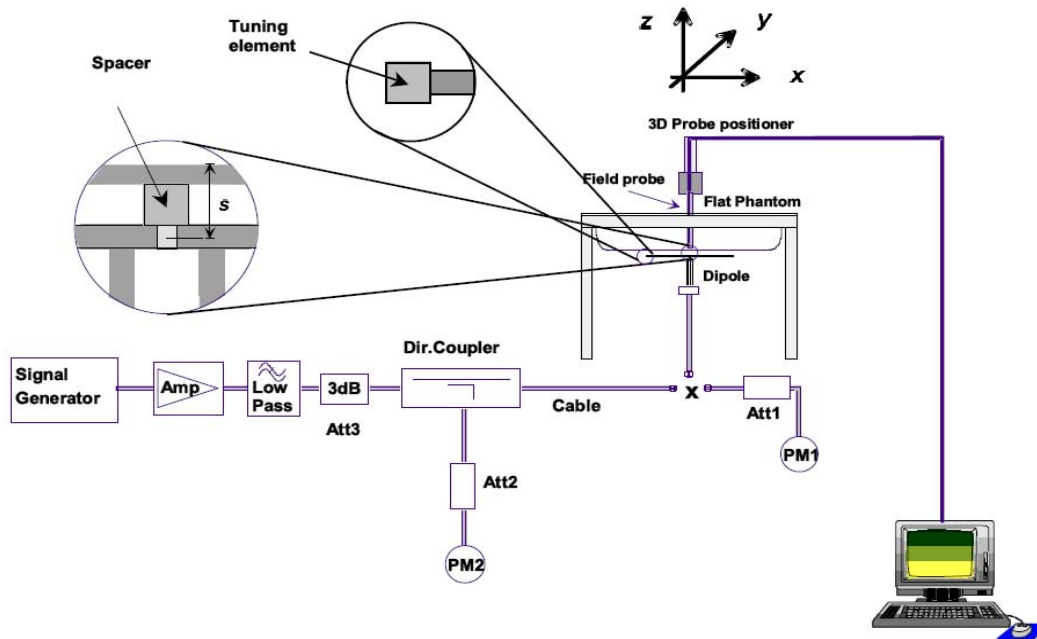 Tuning
element
Spacer
z
y
x
3D Probe positioner
Field probe
Flat Phantom
s
Dipole
Dir.Coupler
Signal
Generator
Amp
Low
Pass
3dB
Att3
Cable
x
Att1
PM1
Att2
PM2